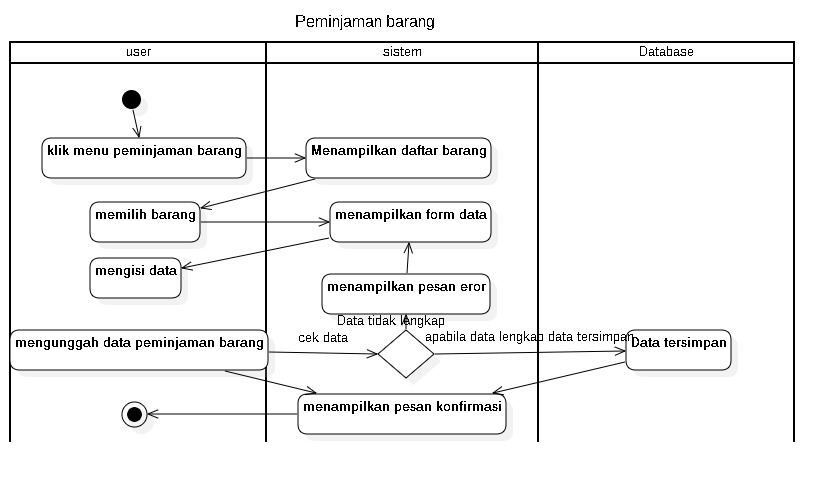 Peminjaman barang
user
sistem
Database
klik menu peminjaman barang
Menampilkan daftar barang
memilih barang
menampilkan form data
mengisi data
menampilkan pesan eror
Data tidak lengkap
cek data
apabila data lengkap data tersimpan
mengunggah data peminjaman barang
Data tersimpan
menampilkan pesan konfirmasi